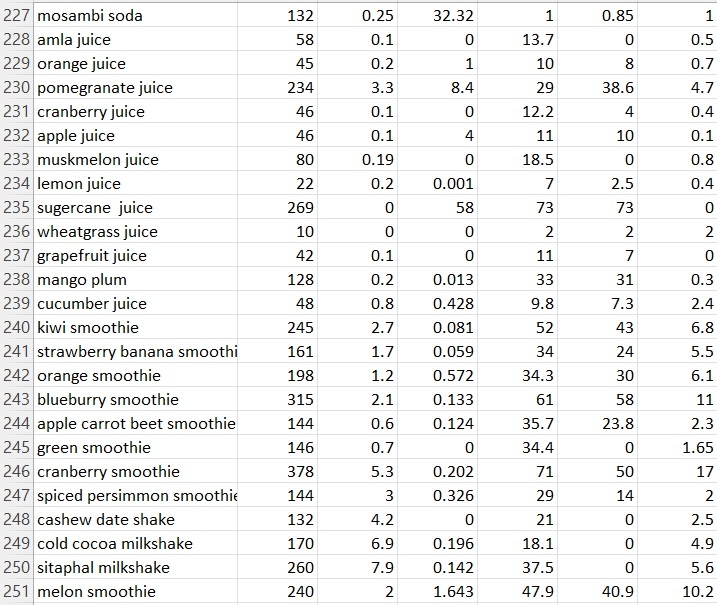 227 mosambi soda 132 0.25 32.32 1 0.85 1
228 amla juice 58 0.1 0 13.7 0 0.5
229 orange juice 45 0.2 1 10 8 0.7
230 pomegranate juice 234 3.3 8.4 29 38.6 4.7
231 cranberry juice 46 0.1 0 12.2 4 0.4
232 apple juice 46 0.1 4 11 10 0.1
233 muskmelon juice 80 0.19 0 18.5 0 0.8
234 lemon juice 22 0.2 0.001 7 2.5 0.4
235 sugercane  juice 269 0 58 73 73 0
236 wheatgrass juice 10 0 0 2 2 2
237 grapefruit juice 42 0.1 0 11 7 0
238 mango plum 128 0.2 0.013 33 31 0.3
239 cucumber juice 48 0.8 0.428 9.8 7.3 2.4
240 kiwi smoothie 245 2.7 0.081 52 43 6.8
241 strawberry banana smoothi 161 1.7 0.059 34 24 5.5
242 orange smoothie 198 1.2 0.572 34.3 30 6.1
243 blueburry smoothie 315 2.1 0.133 61 58 11
244 apple carrot beet smoothie 144 0.6 0.124 35.7 23.8 2.3
245 green smoothie 146 0.7 0 34.4 0 1.65
246 cranberry smoothie 378 5.3 0.202 71 50 17
247 spiced persimmon smoothie 144 3 0.326 29 14 2
248 cashew date shake 132 4.2 0 21 0 2.5
249 cold cocoa milkshake 170 6.9 0.196 18.1 0 4.9
250 sitaphal milkshake 260 7.9 0.142 37.5 0 5.6
251 melon smoothie 240 2 1.643 47.9 40.9 10.2